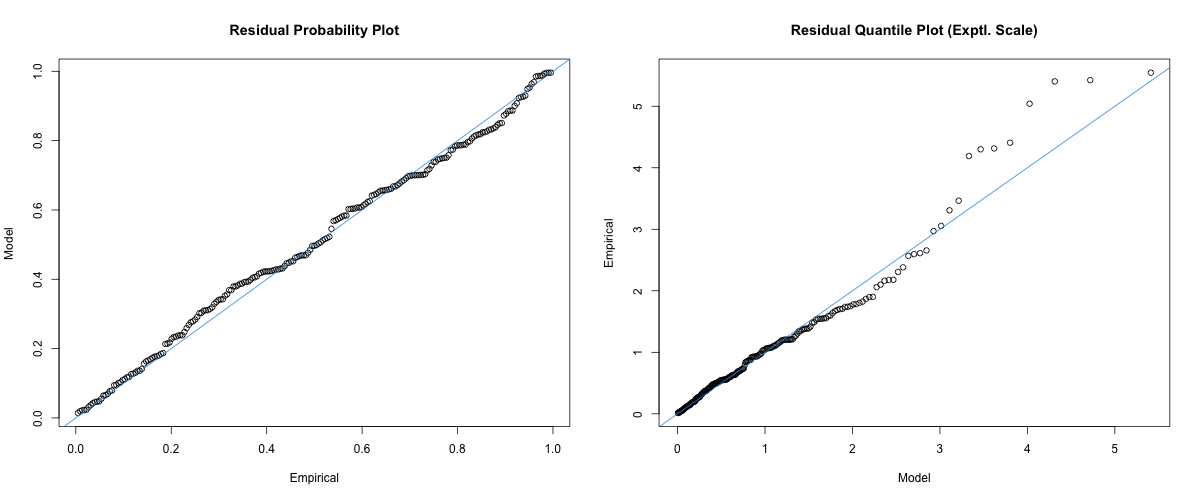 Residual Probability Plot
Model
0.0 0.2 0.4 0.6 0.8 1.0
0.0 0.2 0.4 0.6 0.8 1.0
Empirical
Residual Quantile Plot (Exptl. Scale)
Empirical
0 1 2 3 4 5
0 1 2 3 4 5
Model